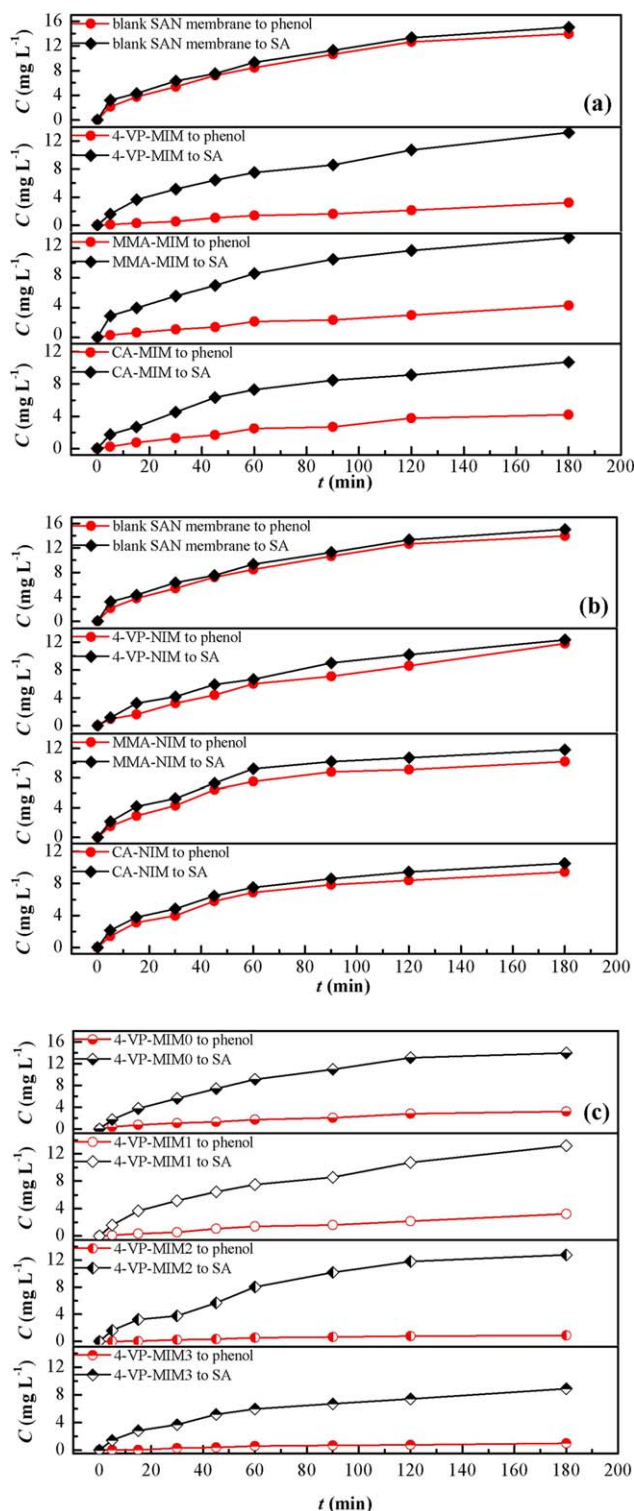 16
blank SAN membrane to phenol
12
blank SAN membrane to SA
8
4
(a)
0
C (mg L⁻¹)
12
4-VP-MIM to phenol
4-VP-MIM to SA
8
4
0
C (mg L⁻¹)
12
MMA-MIM to phenol
MMA-MIM to SA
8
4
0
C (mg L⁻¹)
12
CA-MIM to phenol
CA-MIM to SA
8
4
0
C (mg L⁻¹)
0 20 40 60 80 100 120 140 160 180 200
t (min)
16
blank SAN membrane to phenol
12
blank SAN membrane to SA
8
4
(b)
0
C (mg L⁻¹)
12
4-VP-NIM to phenol
4-VP-NIM to SA
8
4
0
C (mg L⁻¹)
12
MMA-NIM to phenol
MMA-NIM to SA
8
4
0
C (mg L⁻¹)
12
CA-NIM to phenol
CA-NIM to SA
8
4
0
C (mg L⁻¹)
0 20 40 60 80 100 120 140 160 180 200
t (min)
16
4-VP-MIM0 to phenol
12
4-VP-MIM0 to SA
8
4
(c)
0
C (mg L⁻¹)
12
4-VP-MIM1 to phenol
4-VP-MIM1 to SA
8
4
0
C (mg L⁻¹)
12
4-VP-MIM2 to phenol
4-VP-MIM2 to SA
8
4
0
C (mg L⁻¹)
12
4-VP-MIM3 to phenol
4-VP-MIM3 to SA
8
4
0
C (mg L⁻¹)
0 20 40 60 80 100 120 140 160 180 200
t (min)